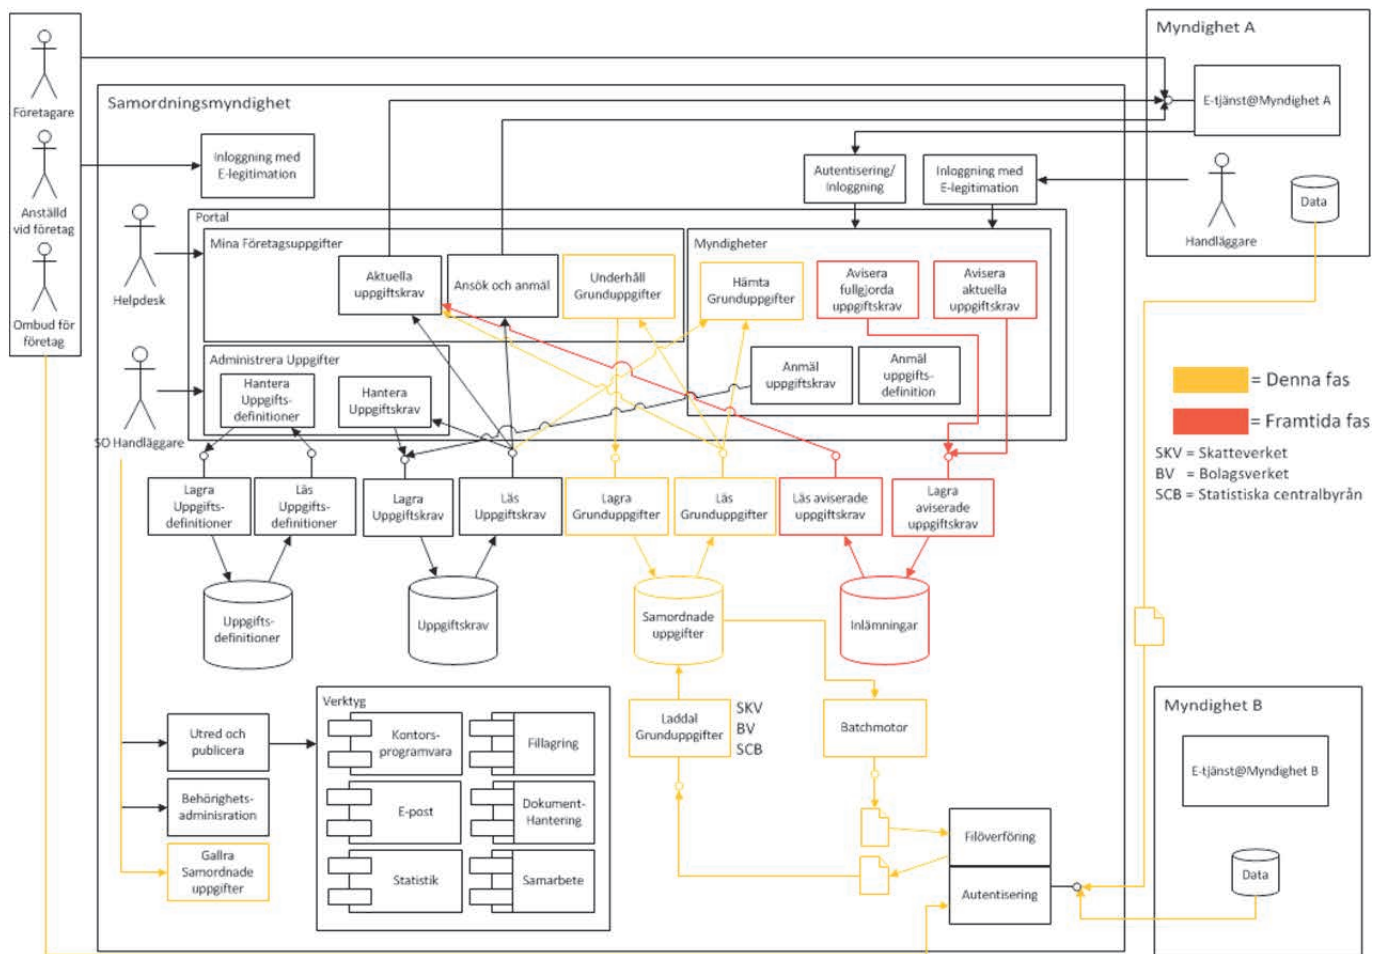 Myndighet A
Företagare
Samordningsmyndighet
E-tjänst@Myndighet A
Inloggning med
E-legitimation
Autentisering/
Inloggning
Inloggning med
E-legitimation
Anställd
vid företag
Data
Handläggare
Portal
Mina Företagsuppgifter
Myndigheter
Helpdesk
Aktuella
uppgiftskrav
Ansök och anmäl
Underhåll
Grunduppgifter
Hämta
Grunduppgifter
Avisera
fullgjorda
uppgiftskrav
Avisera
aktuella
uppgiftskrav
Ombud för
företag
Administrera Uppgifter
Hantera
Uppgifts-
definitioner
Hantera
Uppgiftskrav
Anmäl
uppgiftskrav
Anmäl
uppgifts-
definition
SO Handläggare
= Denna fas
= Framtida fas
SKV = Skatteverket
BV = Bolagsverket
SCB = Statistiska centralbyrån
Lagra
Uppgifts-
definitioner
Läs
Uppgifts-
definitioner
Lagra
Uppgiftskrav
Läs
Uppgiftskrav
Lagra
Grunduppgifter
Läs
Grunduppgifter
Läs aviserade
uppgiftskrav
Lagra
aviserade
uppgiftskrav
Uppgifts-
definitioner
Uppgiftskrav
Samordnade
uppgifter
Inlämningar
Verktyg
Utred och
publicera
Kontors-
programvara
Fillagring
Laddal
Grunduppgifter
SKV
BV
SCB
Batchmotor
Myndighet B
E-tjänst@Myndighet B
Behörighets-
adminisration
E-post
Dokument-
Hantering
Filöverföring
Gallra
Samordnade
uppgifter
Statistik
Samarbete
Autentisering
Data